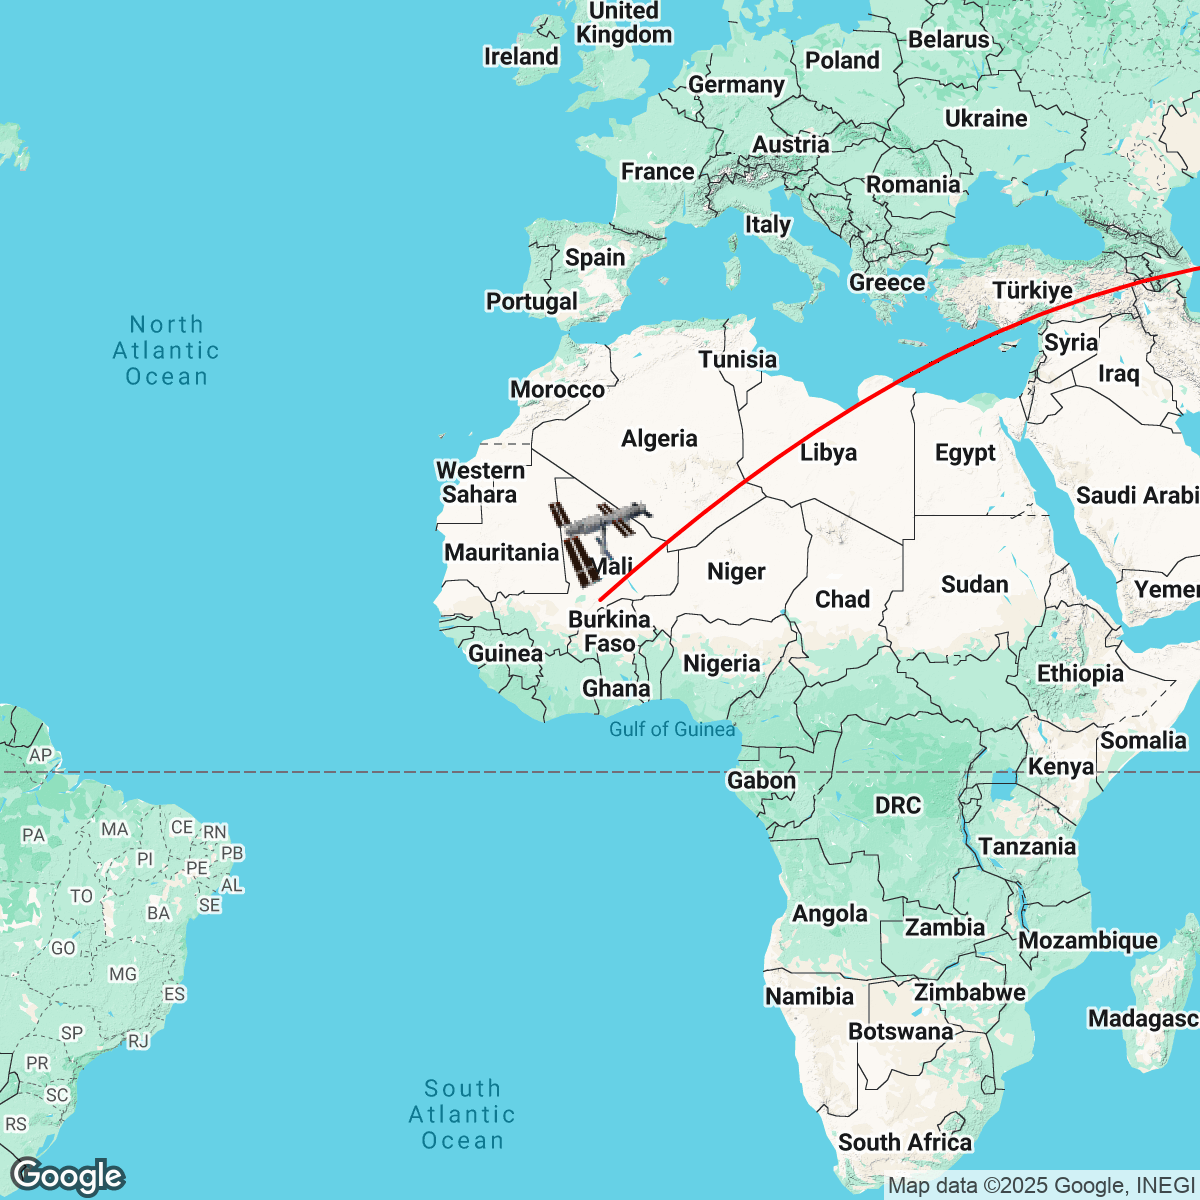 United
Kingdom
Ireland
Belarus
Poland
Germany
Ukraine
Austria
France
Romania
Italy
Spain
Greece
Türkiye
Portugal
North
Atlantic
Ocean
Syria
Tunisia
Iraq
Morocco
Algeria
Libya
Egypt
Western
Sahara
Saudi Arabi
Mauritania
Mali
Niger
Chad
Sudan
Yemen
Burkina
Faso
Guinea
Nigeria
Ethiopia
Ghana
Gulf of Guinea
Somalia
AP
Kenya
Gabon
DRC
PA
MA
CE
RN
PB
PI
PE
Tanzania
TO
AL
SE
BA
Angola
Zambia
Mozambique
GO
MG
ES
Namibia
Zimbabwe
Madagasc
SP
RJ
Botswana
PR
SC
South
Atlantic
Ocean
RS
South Africa
Google
Map data ©2025 Google, INEGI